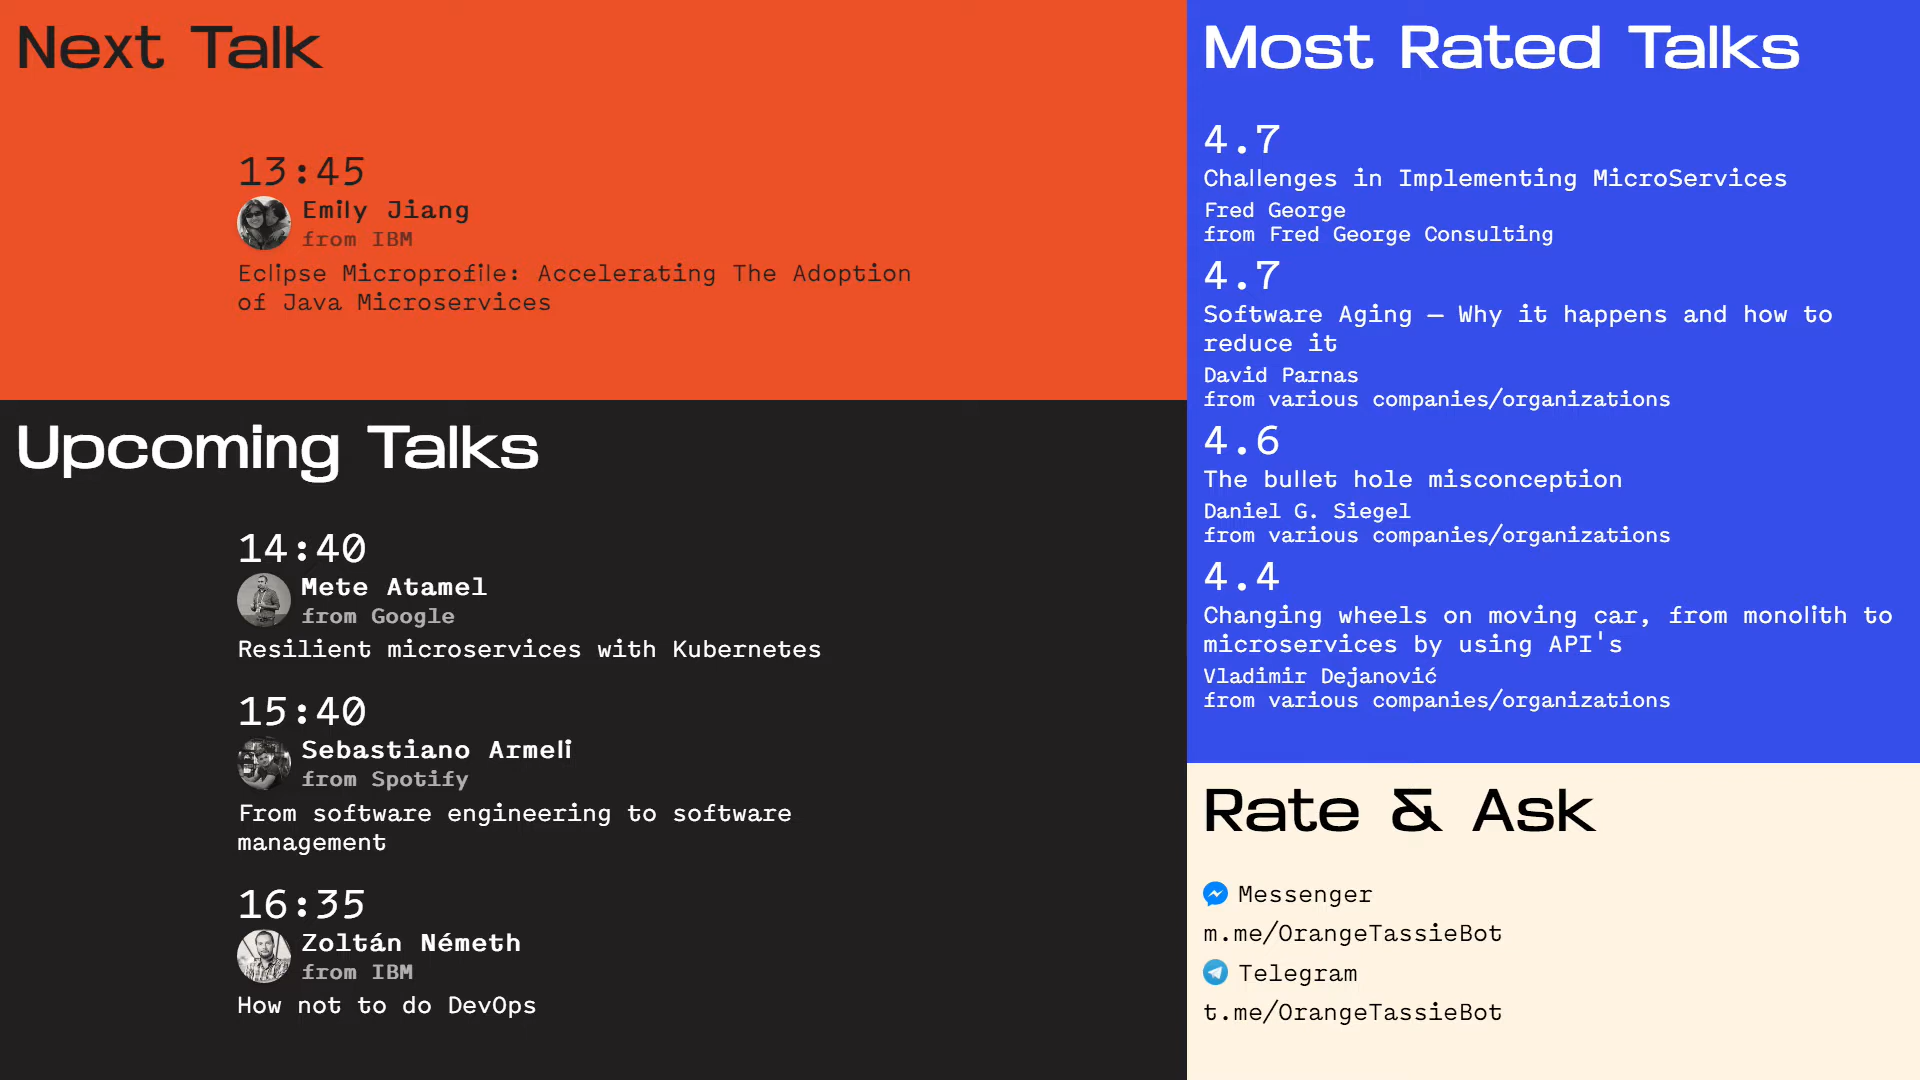 Next Talk
13:45
Emily Jiang
from IBM
Eclipse Microprofile: Accelerating The Adoption
of Java Microservices
Upcoming Talks
14:40
Mete Atamel
from Google
Resilient microservices with Kubernetes
15:40
Sebastiano Armeli
from Spotify
From software engineering to software
management
16:35
Zoltán Németh
from IBM
How not to do DevOps
Most Rated Talks
4.7
Challenges in Implementing MicroServices
Fred George
from Fred George Consulting
4.7
Software Aging — Why it happens and how to
reduce it
David Parnas
from various companies/organizations
4.6
The bullet hole misconception
Daniel G. Siegel
from various companies/organizations
4.4
Changing wheels on moving car, from monolith to
microservices by using API's
Vladimir Dejanović
from various companies/organizations
Rate & Ask
Messenger
m.me/OrangeTassieBot
Telegram
t.me/OrangeTassieBot